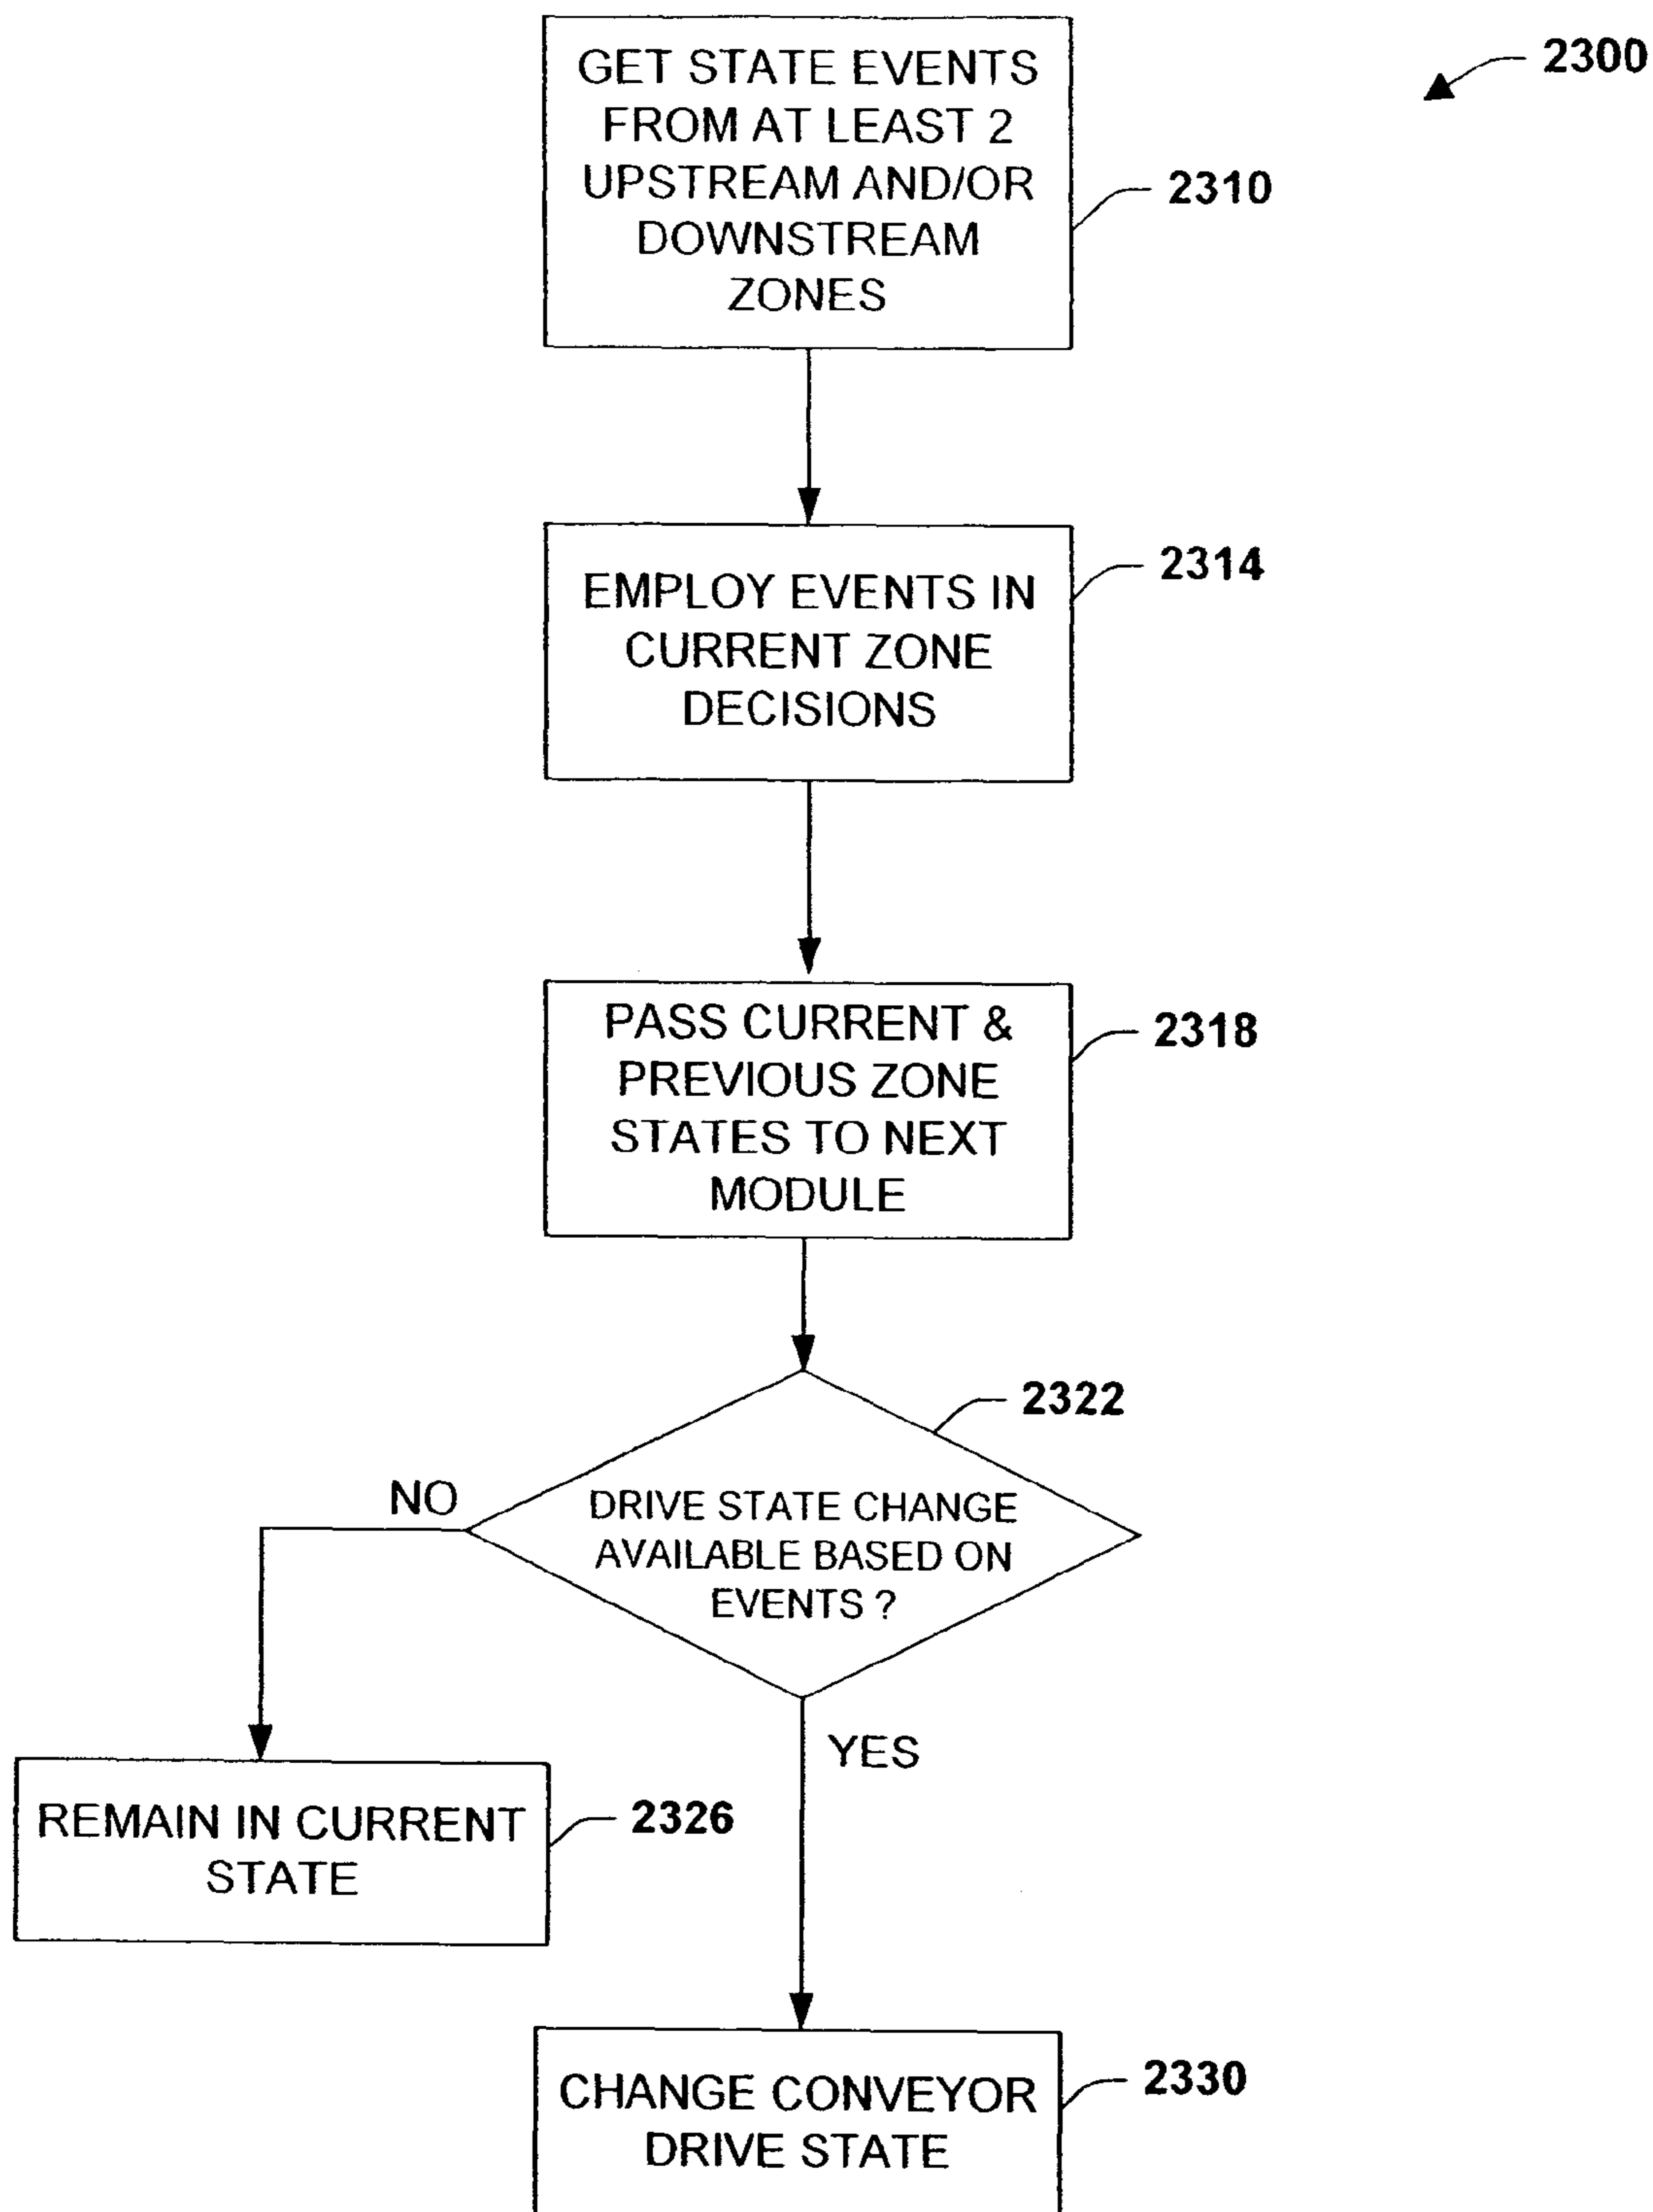 2300
GET STATE EVENTS
FROM AT LEAST 2
UPSTREAM AND/OR
DOWNSTREAM
ZONES
2310
EMPLOY EVENTS IN
CURRENT ZONE
DECISIONS
2314
PASS CURRENT &
PREVIOUS ZONE
STATES TO NEXT
MODULE
2318
DRIVE STATE CHANGE
AVAILABLE BASED ON
EVENTS ?
2322
NO
YES
REMAIN IN CURRENT
STATE
2326
CHANGE CONVEYOR
DRIVE STATE
2330